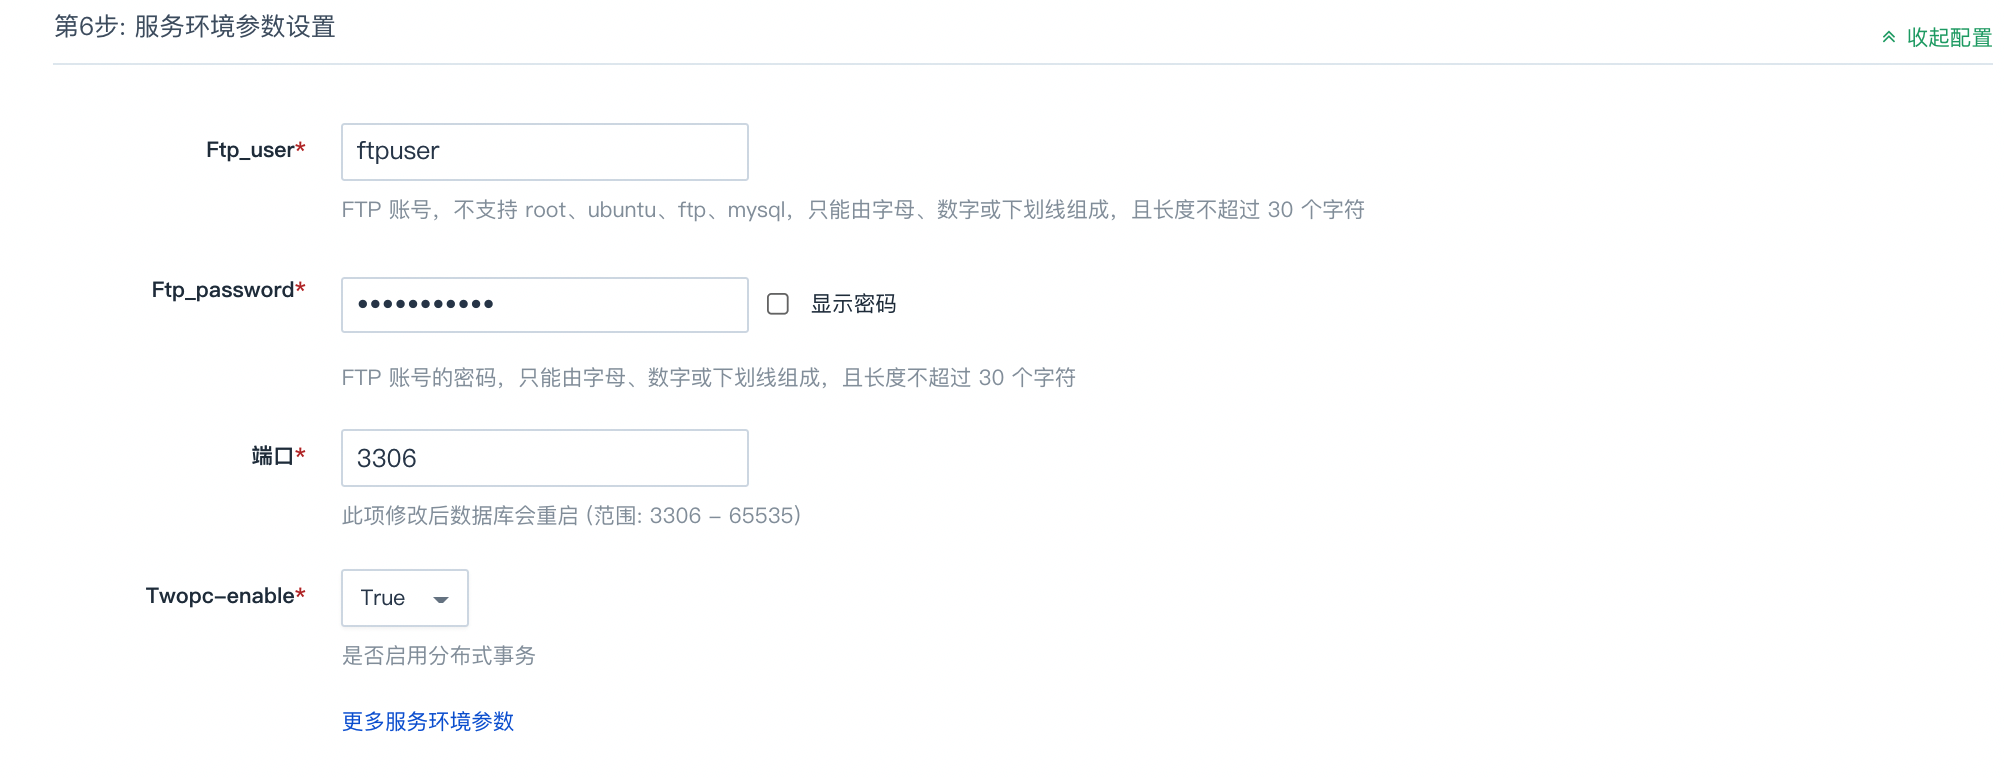 第6步: 服务环境参数设置
收起配置
Ftp_user*
ftpuser
FTP 账号，不支持 root、ubuntu、ftp、mysql，只能由字母、数字或下划线组成，且长度不超过 30 个字符
Ftp_password*
•••••••••••
显示密码
FTP 账号的密码，只能由字母、数字或下划线组成，且长度不超过 30 个字符
端口*
3306
此项修改后数据库会重启 (范围: 3306 - 65535)
Twopc-enable*
True
是否启用分布式事务
更多服务环境参数